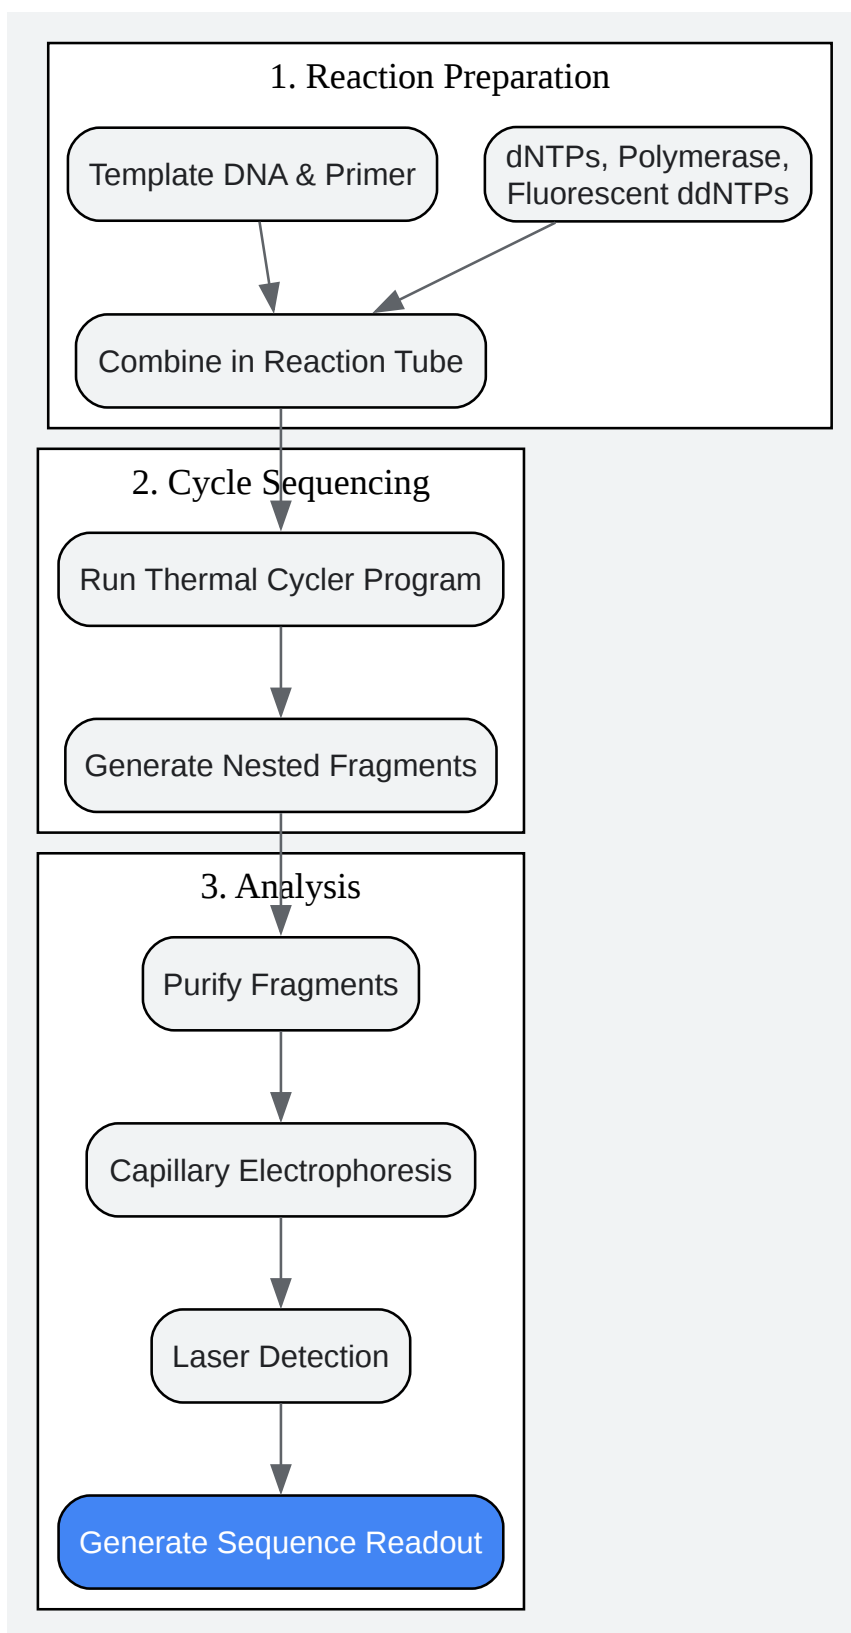 1. Reaction Preparation
Template DNA & Primer
dNTPs, Polymerase,
Fluorescent ddNTPs
Combine in Reaction Tube
2. Cycle Sequencing
Run Thermal Cycler Program
Generate Nested Fragments
3. Analysis
Purify Fragments
Capillary Electrophoresis
Laser Detection
Generate Sequence Readout